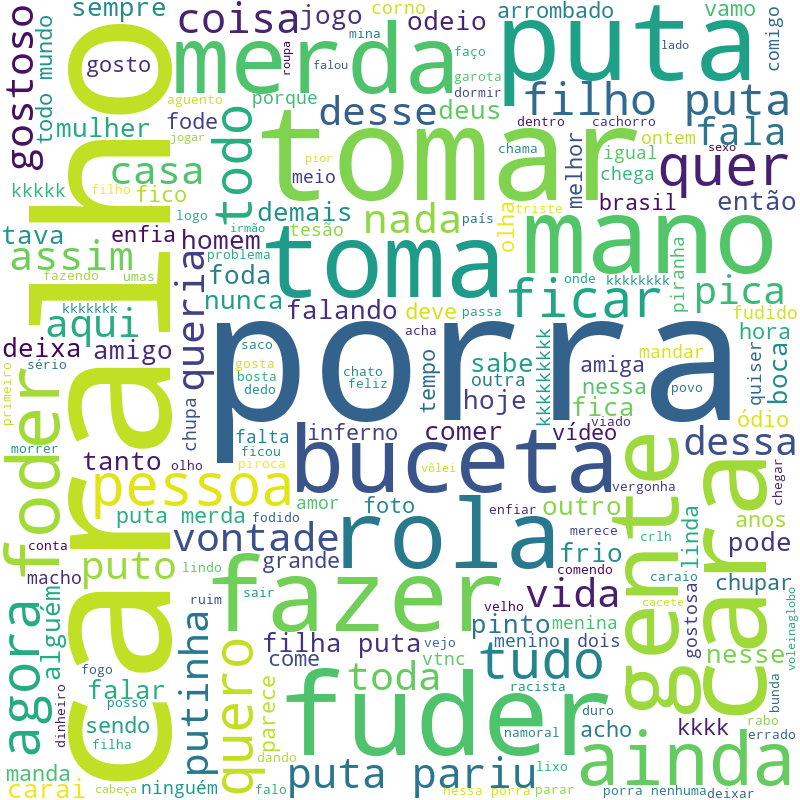 sempre
coisa
jogo
corno
odeio
arrombado
puta
vamo
comigo
mina
roupa
falou
faço
garota
dormir
lado
gostoso
todo mundo
gosto
caralho
merda
aguento
porque
desse
deus
filho puta
fala
mulher
fode
todo
jogar
tomar
dentro
cachorro
sexo
ontem
igual
chega
kkkkk
casa
filho
fico
pior
meio
chama
melhor
quer
brasil
então
tava
enfia
logo
homem
irmão
tesão
demais
nada
país
olha
triste
mano
assim
fazendo
umas
problema
queria
foda
nunca
toma
falando
deve
passa
ficar
onde
kkkkkkkk
piranha
pica
fudido
kkkkkkk
aqui
deixa
amigo
sério
primeiro
saco
gosta
bosta
dedo
porra
acha
chato
feliz
tempo
sabe
outra
kkkkkkkkkk
amiga
nessa
mandar
povo
hora
quiser
boca
foder
chupa
hoje
fica
viado
ódio
morrer
tanto
olho
falta
ficou
piroca
inferno
comer
vôlei
vídeo
buceta
dessa
vergonha
chegar
pessoa
gente
cara
puta merda
fodido
amor
foto
rola
enfiar
outro
merece
anos
conta
vontade
crlh
linda
pode
macho
puto
lindo
grande
frio
comendo
caraio
chupar
agora
alguém
ruim
sair
fazer
velho
vida
cacete
gostosa
voleinaglobo
fogo
posso
falar
putinha
quero
filha puta
menina
pinto
menino
dois
tudo
nesse
dinheiro
sendo
filha
come
parece
vejo
vtnc
toda
racista
bunda
rabo
duro
acho
kkkk
errado
namoral
fuder
ainda
manda
carai
cabeça
ninguém
falo
dando
puta pariu
nessa porra
lixo
parar
porra nenhuma
deixar